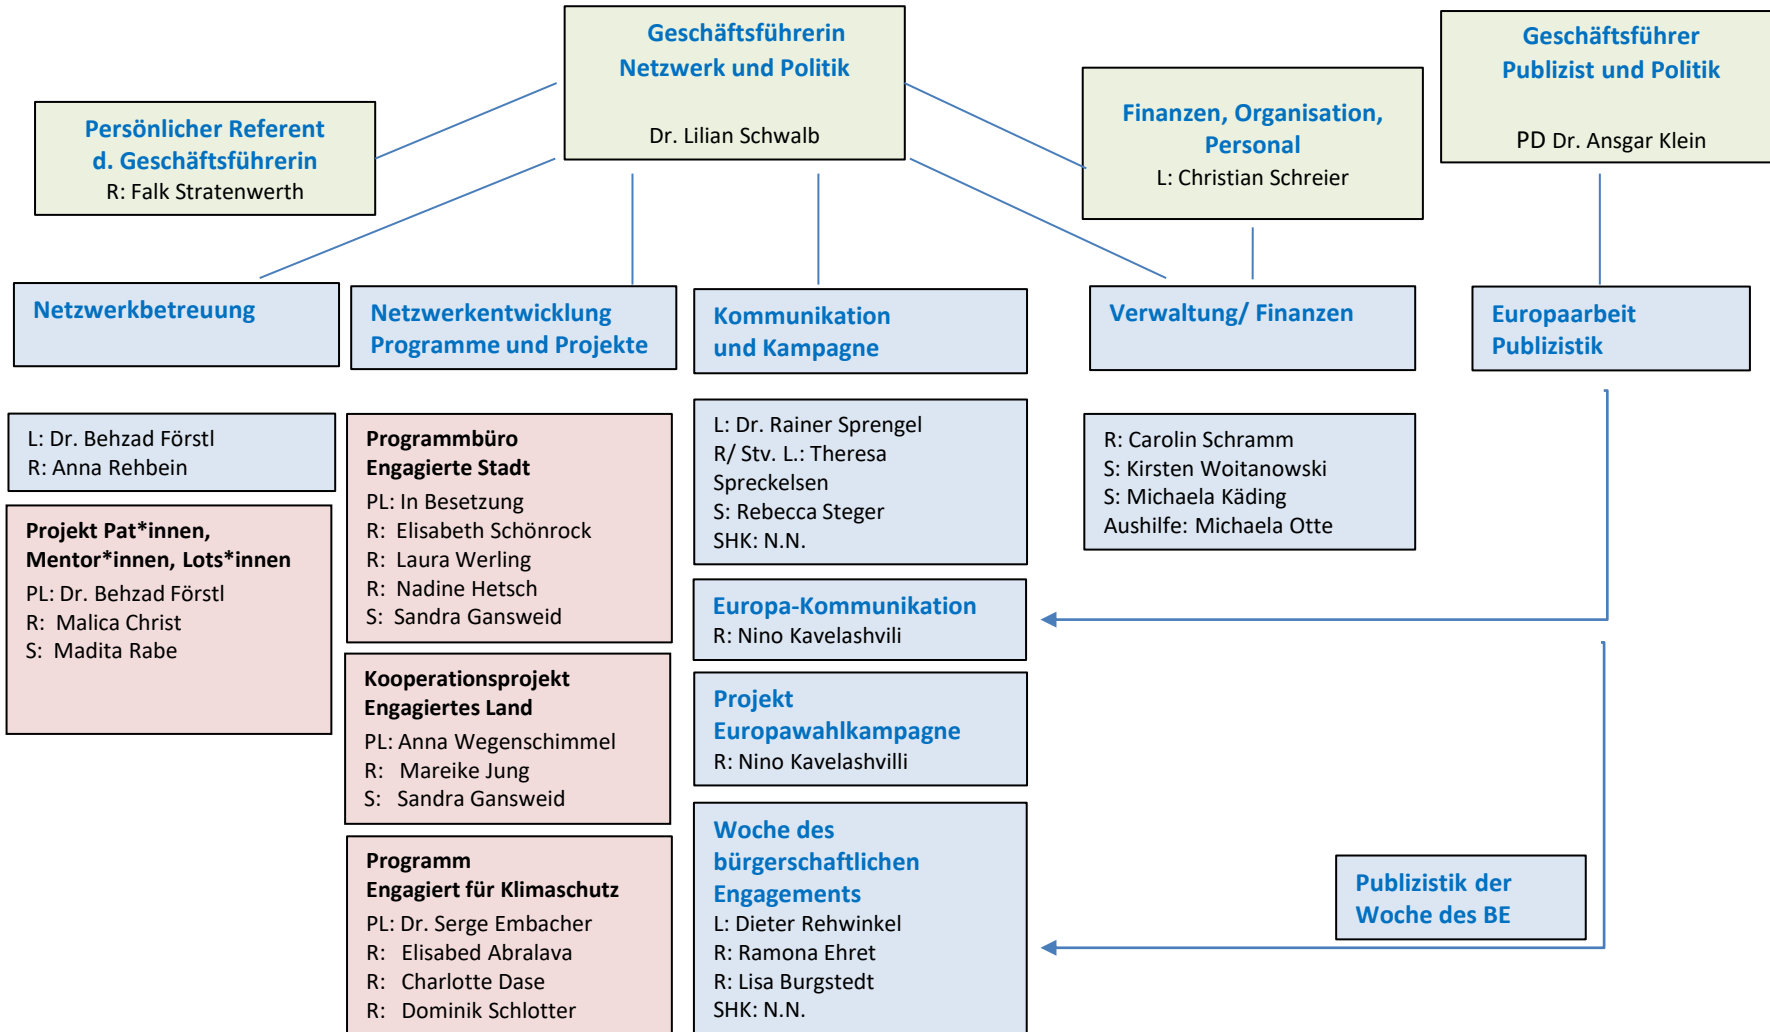 Geschäftsführerin
Netzwerk und Politik
Dr. Lilian Schwalb
Geschäftsführer
Publizist und Politik
PD Dr. Ansgar Klein
Persönlicher Referent
d. Geschäftsführerin
R: Falk Stratenwerth
Finanzen, Organisation,
Personal
L: Christian Schreier
Netzwerkbetreuung
Netzwerkentwicklung
Programme und Projekte
Kommunikation
und Kampagne
Verwaltung/ Finanzen
Europaarbeit
Publizistik
L: Dr. Behzad Förstl
R: Anna Rehbein
Projekt Pat*innen,
Mentor*innen, Lots*innen
PL: Dr. Behzad Förstl
R: Malica Christ
S: Madita Rabe
Programmbüro
Engagierte Stadt
PL: In Besetzung
R: Elisabeth Schönrock
R: Laura Werling
R: Nadine Hetsch
S: Sandra Gansweid
Kooperationsprojekt
Engagiertes Land
PL: Anna Wegenschimmel
R: Mareike Jung
S: Sandra Gansweid
Programm
Engagiert für Klimaschutz
PL: Dr. Serge Embacher
R: Elisabed Abralava
R: Charlotte Dase
R: Dominik Schlotter
L: Dr. Rainer Sprengel
R/ Stv. L.: Theresa
Spreckelsen
S: Rebecca Steger
SHK: N.N.
Europa-Kommunikation
R: Nino Kavelashvili
Projekt
Europawahlkampagne
R: Nino Kavelashvilli
Woche des
bürgerschaftlichen
Engagements
L: Dieter Rehwinkel
R: Ramona Ehret
R: Lisa Burgstedt
SHK: N.N.
R: Carolin Schramm
S: Kirsten Woitanowski
S: Michaela Käding
Aushilfe: Michaela Otte
Publizistik der
Woche des BE